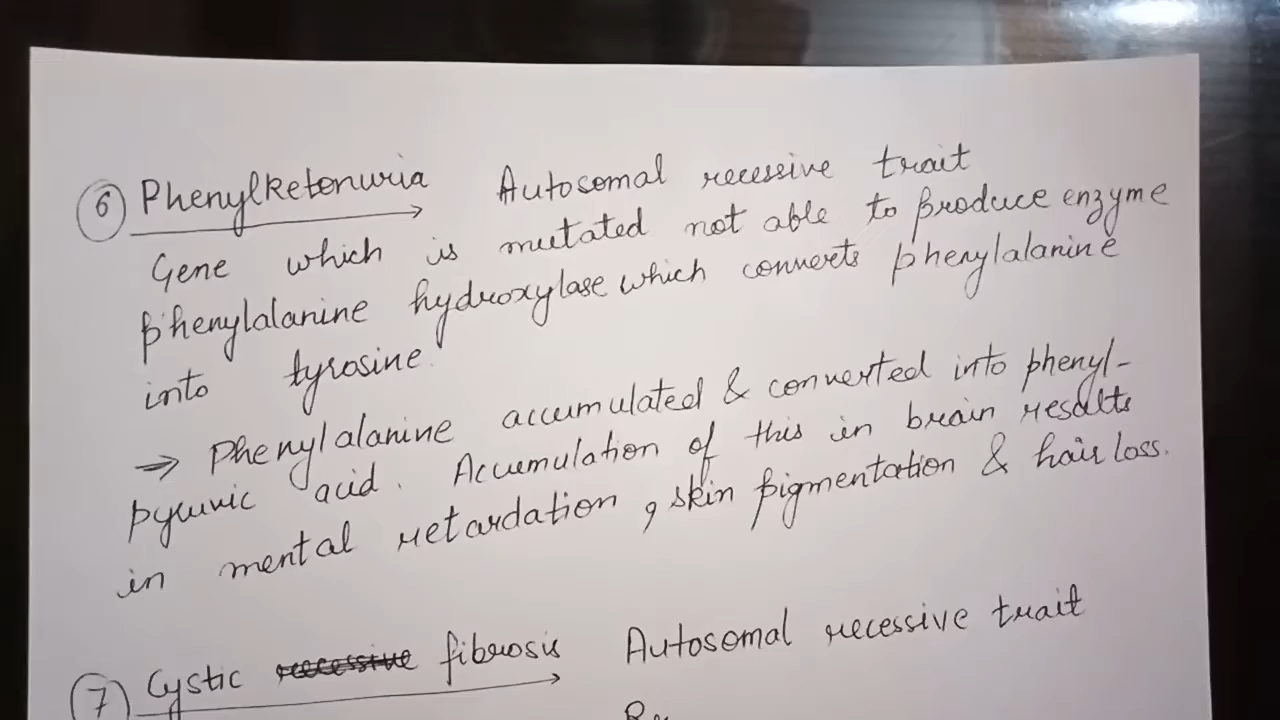 6 Phenylketonuria Autosomal recessive trait
Gene which is mutated not able to produce enzyme
phenylalanine hydroxylase which converts phenylalanine
into tyrosine.
⇒ Phenylalanine accumulated & converted into phenyl-
pyruvic acid. Accumulation of this in brain results
in mental retardation, skin pigmentation & hair loss.
7 Cystic recessive fibrosis Autosomal recessive trait